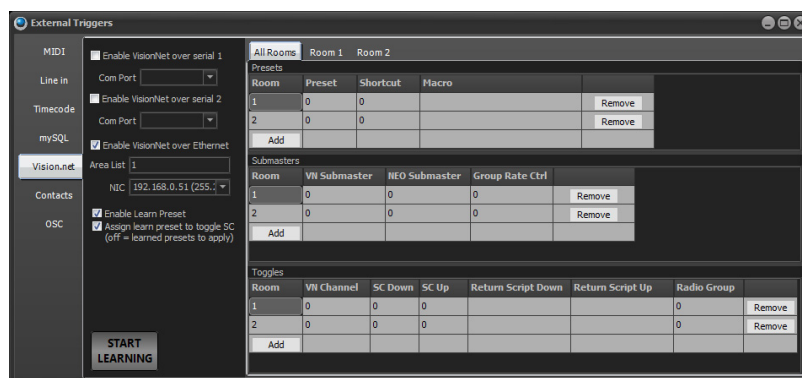 External Triggers
MIDI
Line in
Timecode
mySQL
Vision.net
Contacts
OSC
Enable VisionNet over serial 1
Com Port
Enable VisionNet over serial 2
Com Port
Enable VisionNet over Ethernet
Area List 1
NIC 192.168.0.51 (255.:
Enable Learn Preset
Assign learn preset to toggle SC
(off = learned presets to apply)
START
LEARNING
All Rooms Room 1 Room 2
Presets
Room Preset Shortcut Macro
1 0 0 Remove
2 0 0 Remove
Add
Submasters
Room VN Submaster NEO Submaster Group Rate Ctrl
1 0 0 0 Remove
2 0 0 0 Remove
Add
Toggles
Room VN Channel SC Down SC Up Return Script Down Return Script Up Radio Group
1 0 0 0 0 Remove
2 0 0 0 0 Remove
Add